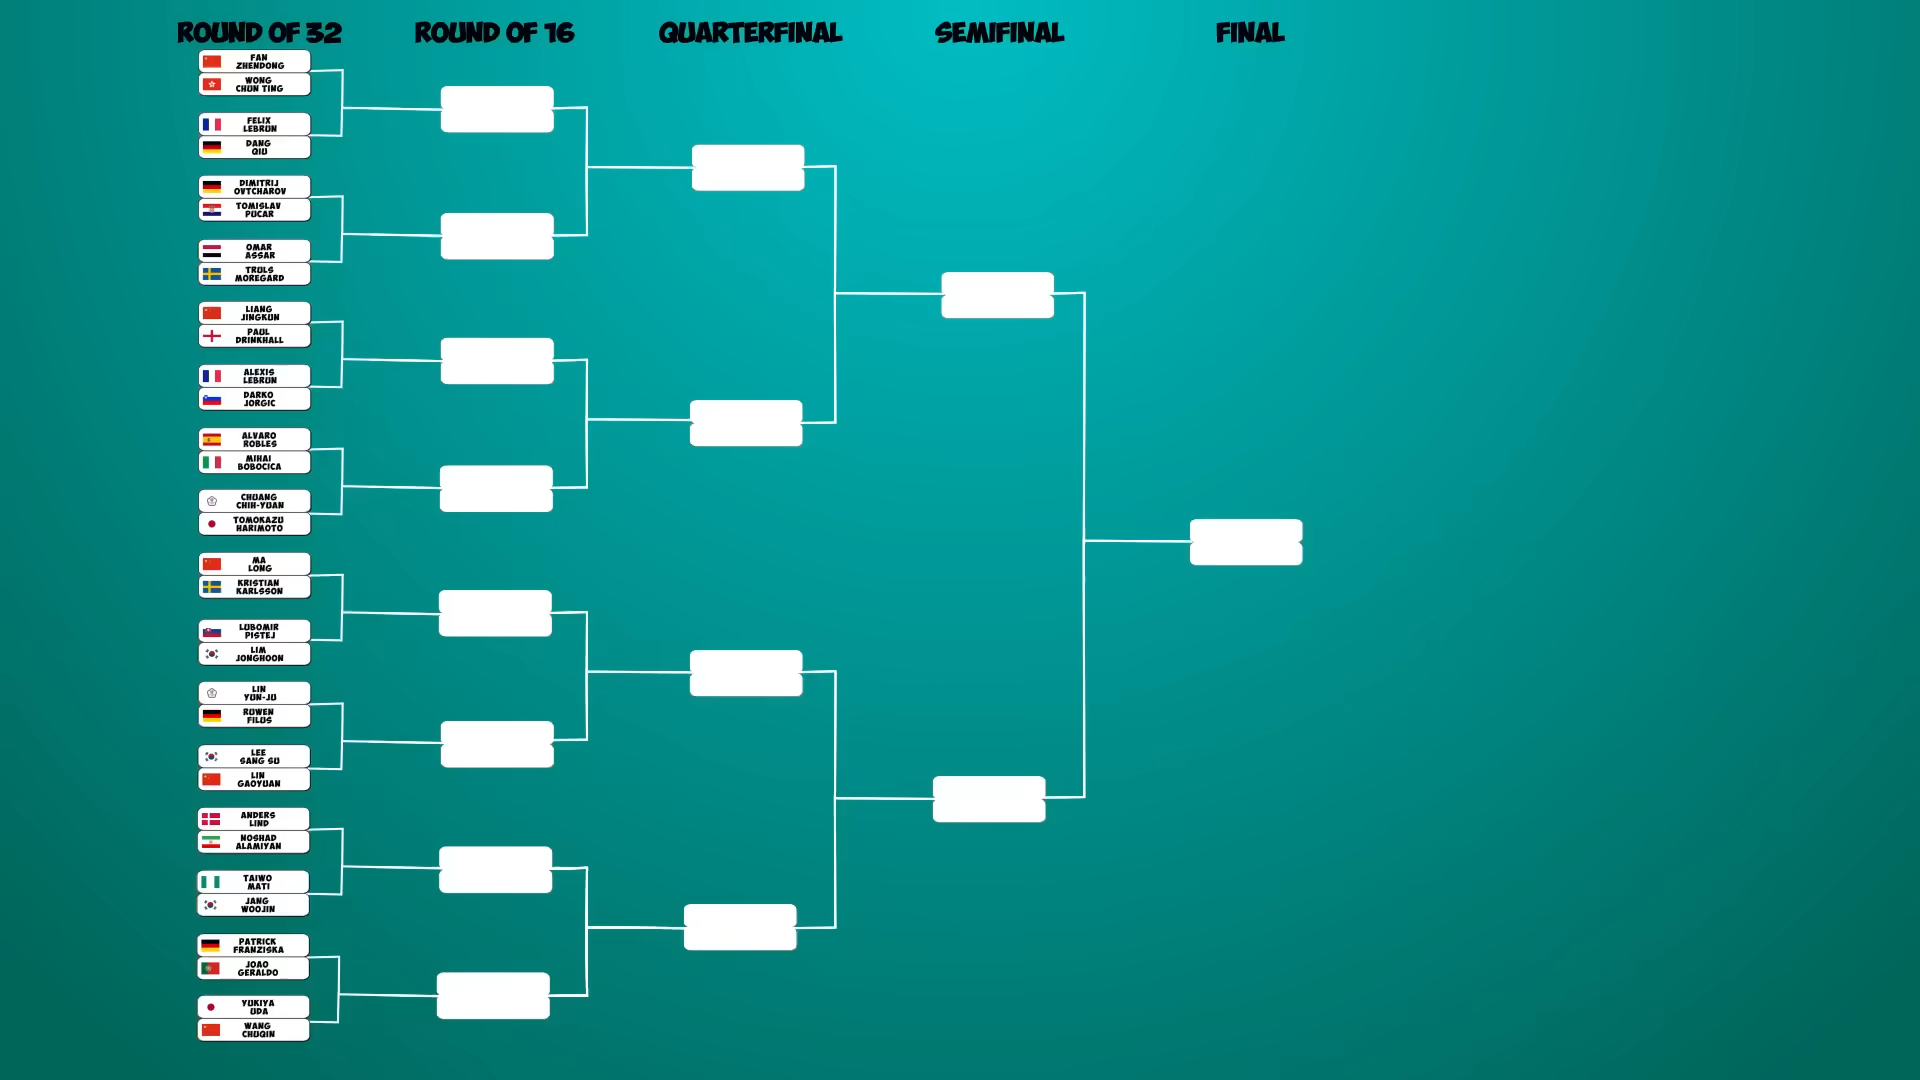 ROUND OF 32
ROUND OF 16
QUARTERFINAL
SEMIFINAL
FINAL
FAN
ZHENDONG
WONG
CHUN TING
FELIX
LEBRUN
DANG
QIU
DIMITRIJ
OVTCHAROV
TOMISLAV
PUCAR
OMAR
ASSAR
TRULS
MOREGARD
LIANG
JINGKUN
PAUL
DRINKHALL
ALEXIS
LEBRUN
DARKO
JORGIC
ALVARO
ROBLES
MIHAI
BOBOCICA
CHUANG
CHIH-YUAN
TOMOKAZU
HARIMOTO
MA
LONG
KRISTIAN
KARLSSON
LUBOMIR
PISTEJ
LIM
JONGHOON
LIN
YUN-JU
RUWEN
FILUS
LEE
SANG SU
LIN
GAOYUAN
ANDERS
LIND
NOSHAD
ALAMIYAN
TAIWO
MATI
JANG
WOOJIN
PATRICK
FRANZISKA
JOAO
GERALDO
YUKIYA
UDA
WANG
CHUQIN